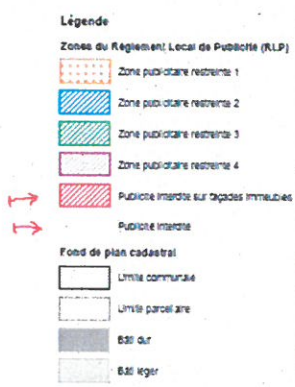 Légende
Zones du Règlement Local de Publicité (RLP)
Zone publicitaire restreinte 1
Zone publicitaire restreinte 2
Zone publicitaire restreinte 3
Zone publicitaire restreinte 4
Publicité interdite sur façades immeubles
Publicité interdite
Fond de plan cadastral
Limite communale
Limite parcellaire
Bâti dur
Bâti léger